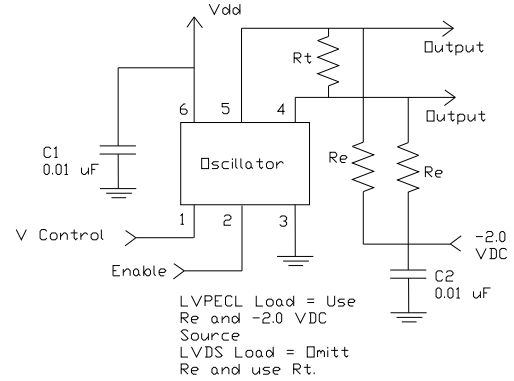 Vdd
Output
Rt
6
5
4
Output
C1
0.01 uF
Oscillator
Re
Re
1
2
3
V Control
-2.0
VDC
Enable
C2
0.01 uF
LVPECL Load = Use
Re and -2.0 VDC
Source
LVDS Load = Omitt
Re and use Rt.